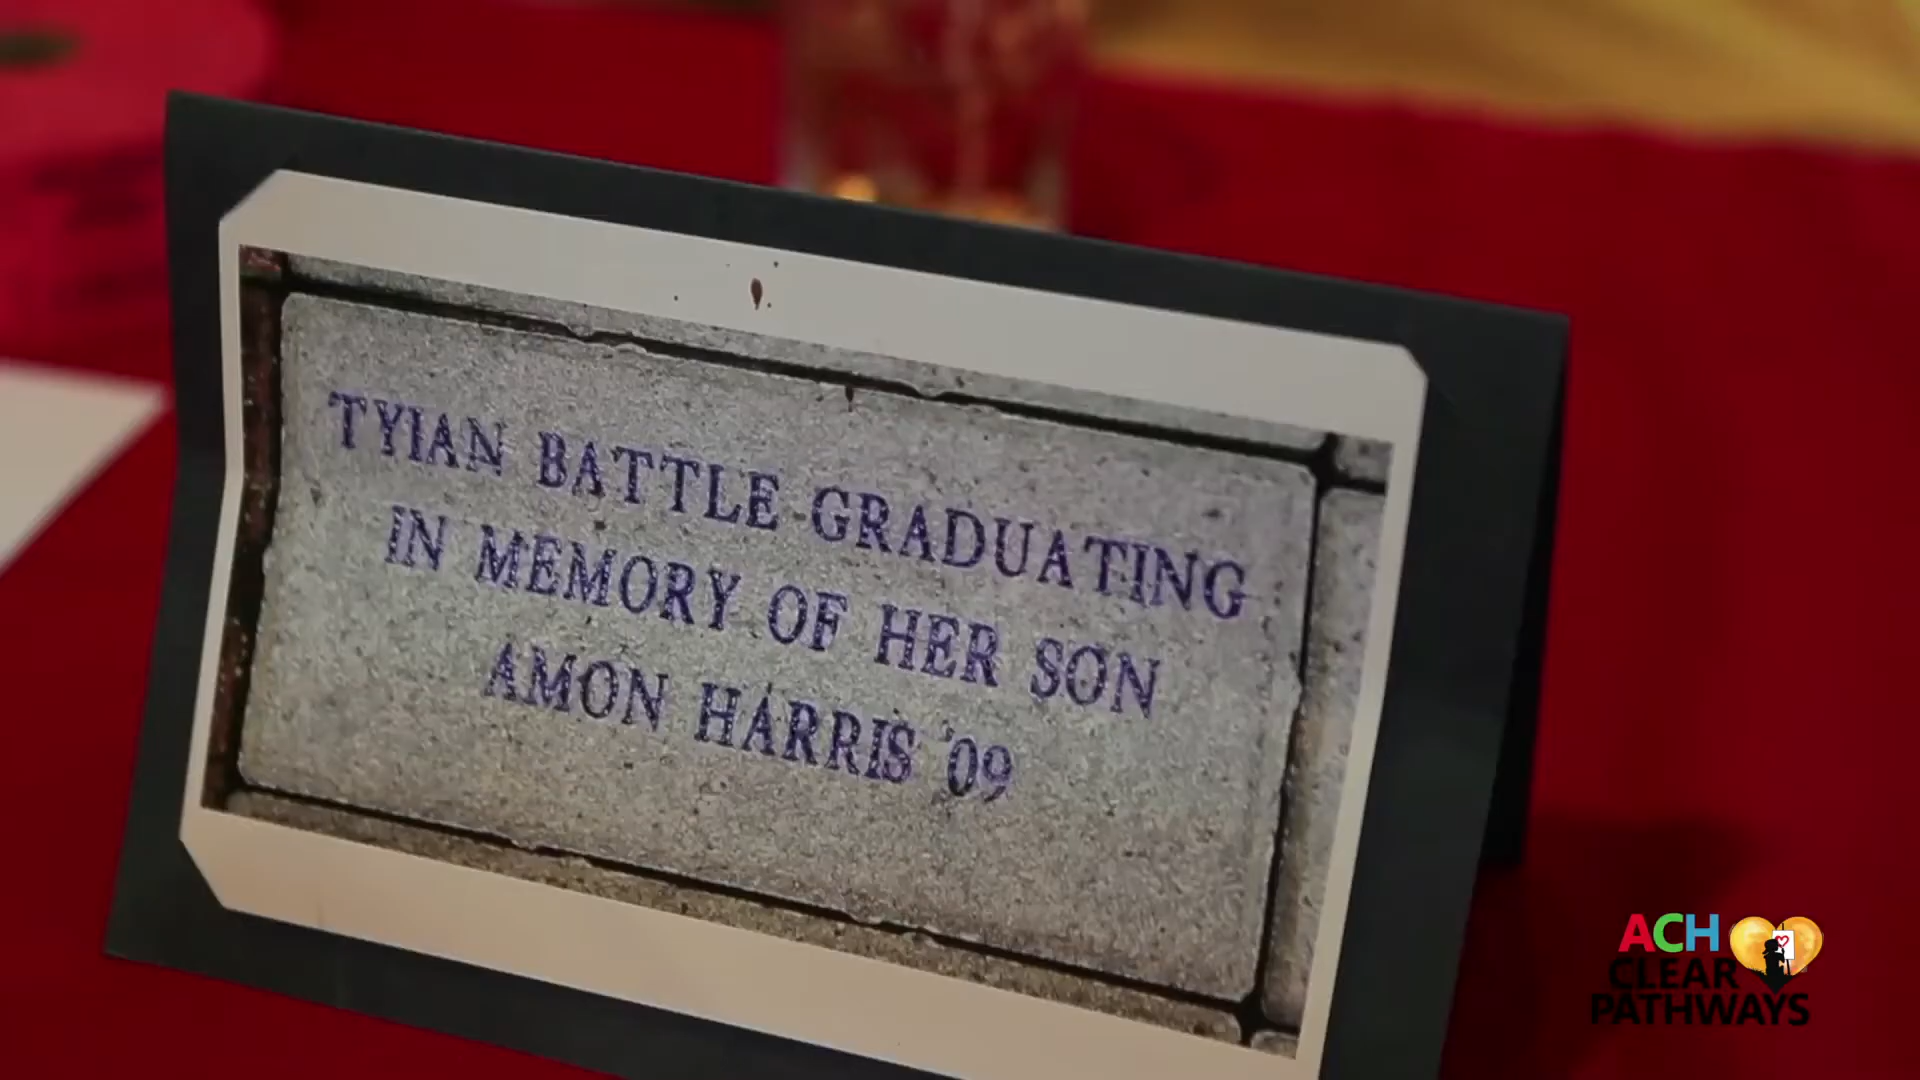 TYIAN BATTLE GRADUATING
IN MEMORY OF HER SON
AMON HARRIS '09
ACH
CLEAR
PATHWAYS